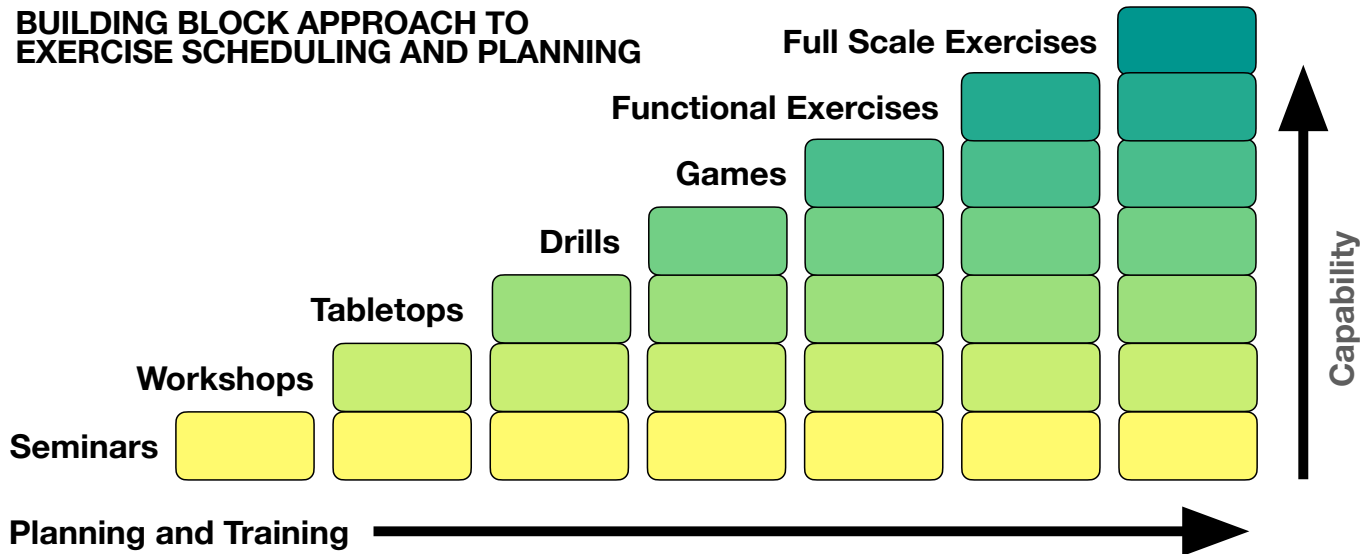 BUILDING BLOCK APPROACH TO
EXERCISE SCHEDULING AND PLANNING
Full Scale Exercises
Functional Exercises
Games
Drills
Tabletops
Workshops
Seminars
Capability
Planning and Training